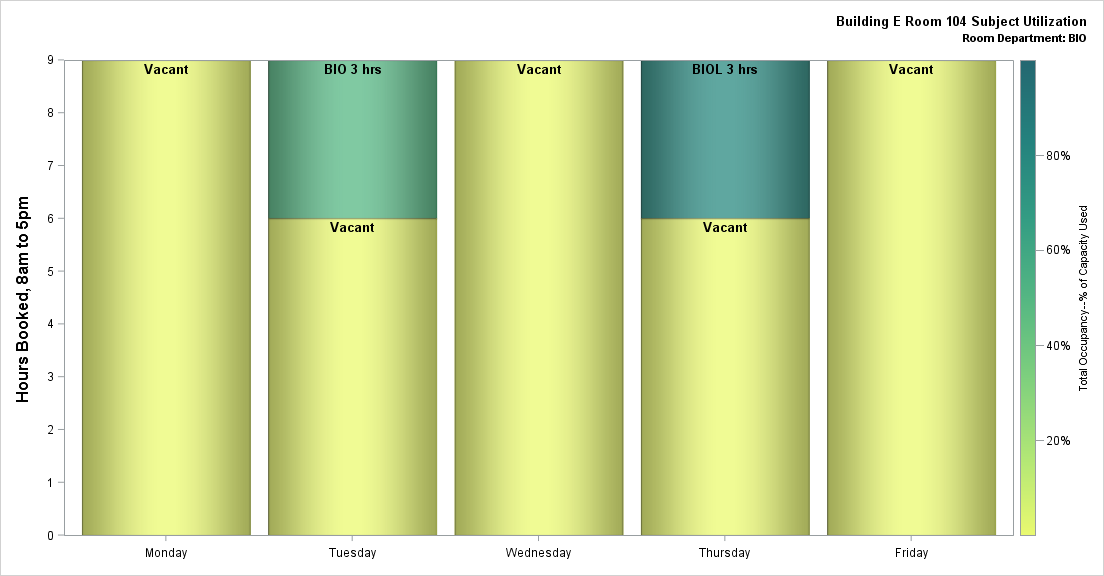 Building E Room 104 Subject Utilization
Room Department: BIO
Hours Booked, 8am to 5pm
9
8
7
6
5
4
3
2
1
0
Vacant
BIO 3 hrs
Vacant
BIOL 3 hrs
Vacant
Vacant
Vacant
Monday
Tuesday
Wednesday
Thursday
Friday
80%
60%
40%
20%
Total Occupancy--% of Capacity Used